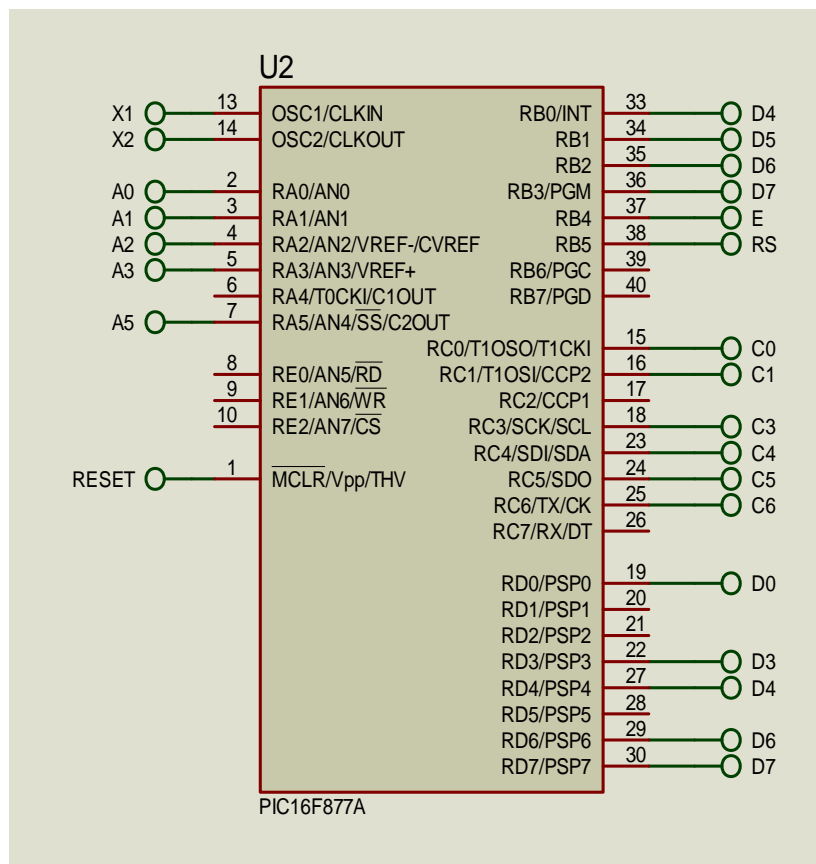 U2
X1 13 OSC1/CLKIN RB0/INT 33 D4
X2 14 OSC2/CLKOUT RB1 34 D5
RB2 35 D6
A0 2 RA0/AN0 RB3/PGM 36 D7
A1 3 RA1/AN1 RB4 37 E
A2 4 RA2/AN2/VREF-/CVREF RB5 38 RS
A3 5 RA3/AN3/VREF+ RB6/PGC 39
6 RA4/T0CKI/C1OUT RB7/PGD 40
A5 7 RA5/AN4/SS/C2OUT
RC0/T1OSO/T1CKI 15 C0
8 RE0/AN5/RD RC1/T1OSI/CCP2 16 C1
9 RE1/AN6/WR RC2/CCP1 17
10 RE2/AN7/CS RC3/SCK/SCL 18 C3
RC4/SDI/SDA 23 C4
RESET 1 MCLR/Vpp/THV RC5/SDO 24 C5
RC6/TX/CK 25 C6
RC7/RX/DT 26
RD0/PSP0 19 D0
RD1/PSP1 20
RD2/PSP2 21
RD3/PSP3 22 D3
RD4/PSP4 27 D4
RD5/PSP5 28
RD6/PSP6 29 D6
RD7/PSP7 30 D7
PIC16F877A